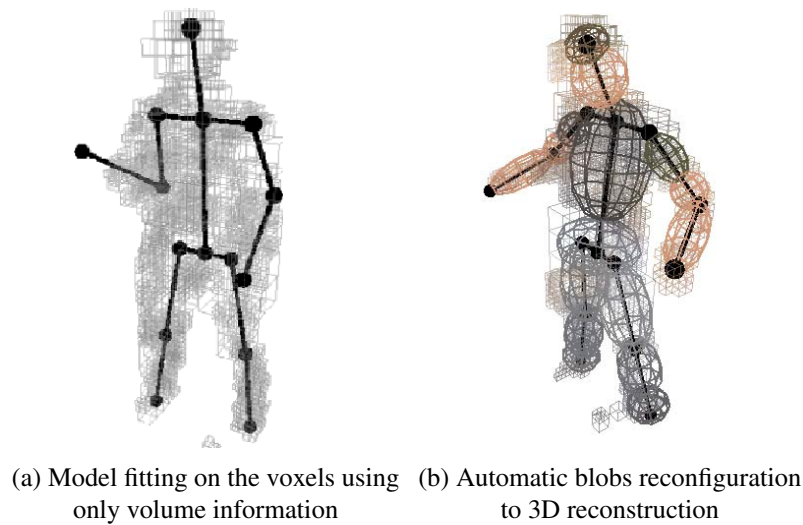 (a) Model fitting on the voxels using
only volume information
(b) Automatic blobs reconfiguration
to 3D reconstruction